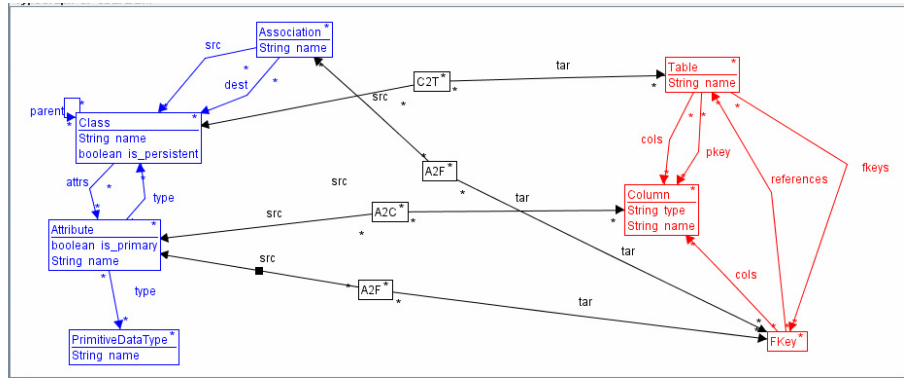 Association *
String name
src
dest
parent
Class *
String name
boolean is_persistent
attrs
type
Attribute *
boolean is_primary
String name
type
PrimitiveDataType *
String name
C2T *
src
tar
A2F *
src
tar
A2C *
src
tar
A2F *
src
tar
Table *
String name
cols
pkey
references
fkeys
Column *
String type
String name
cols
FKey *